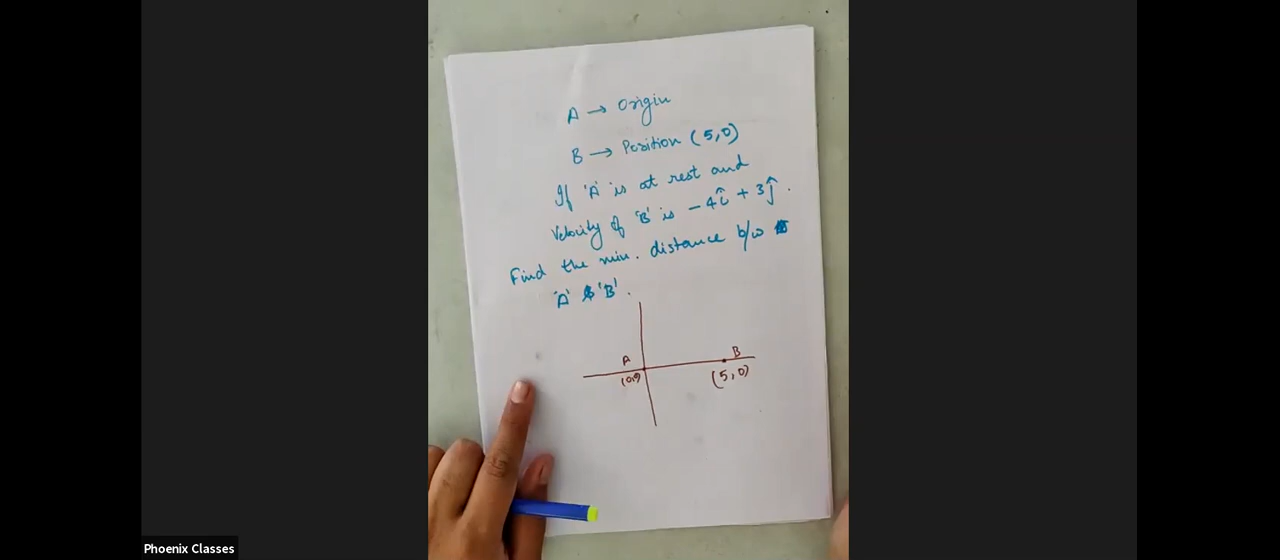 A → Origin
B → Position (5,0)
If 'A' is at rest and
velocity of 'B' is -4î + 3ĵ.
Find the min. distance b/w
'A' & 'B'.
A
B
(0,0)
(5,0)
Phoenix Classes